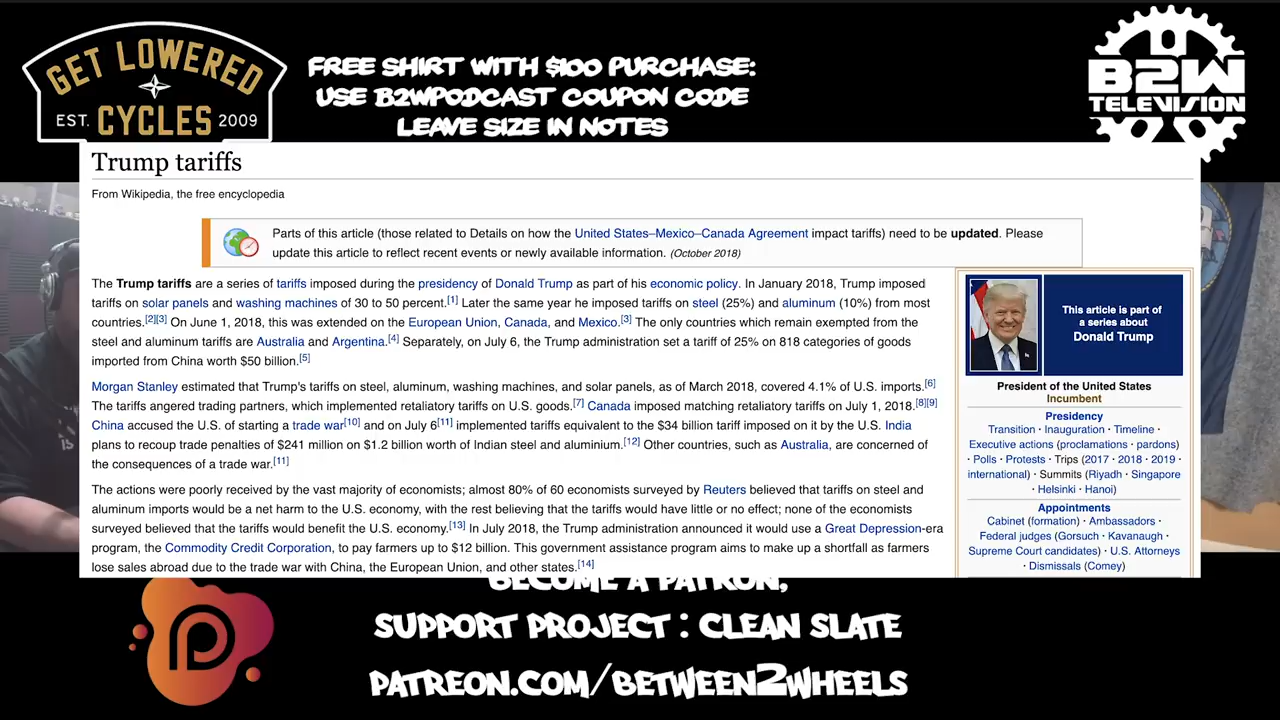 GET LOWERED
EST. CYCLES 2009
FREE SHIRT WITH $100 PURCHASE:
USE B2WPODCAST COUPON CODE
LEAVE SIZE IN NOTES
B2W
TELEVISION
Trump tariffs
From Wikipedia, the free encyclopedia
Parts of this article (those related to Details on how the United States–Mexico–Canada Agreement impact tariffs) need to be updated. Please
update this article to reflect recent events or newly available information. (October 2018)
The Trump tariffs are a series of tariffs imposed during the presidency of Donald Trump as part of his economic policy. In January 2018, Trump imposed
tariffs on solar panels and washing machines of 30 to 50 percent.[1] Later the same year he imposed tariffs on steel (25%) and aluminum (10%) from most
countries.[2][3] On June 1, 2018, this was extended on the European Union, Canada, and Mexico.[3] The only countries which remain exempted from the
steel and aluminum tariffs are Australia and Argentina.[4] Separately, on July 6, the Trump administration set a tariff of 25% on 818 categories of goods
imported from China worth $50 billion.[5]
Morgan Stanley estimated that Trump's tariffs on steel, aluminum, washing machines, and solar panels, as of March 2018, covered 4.1% of U.S. imports.[6]
The tariffs angered trading partners, which implemented retaliatory tariffs on U.S. goods.[7] Canada imposed matching retaliatory tariffs on July 1, 2018.[8][9]
China accused the U.S. of starting a trade war[10] and on July 6[11] implemented tariffs equivalent to the $34 billion tariff imposed on it by the U.S. India
plans to recoup trade penalties of $241 million on $1.2 billion worth of Indian steel and aluminium.[12] Other countries, such as Australia, are concerned of
the consequences of a trade war.[11]
The actions were poorly received by the vast majority of economists; almost 80% of 60 economists surveyed by Reuters believed that tariffs on steel and
aluminum imports would be a net harm to the U.S. economy, with the rest believing that the tariffs would have little or no effect; none of the economists
surveyed believed that the tariffs would benefit the U.S. economy.[13] In July 2018, the Trump administration announced it would use a Great Depression-era
program, the Commodity Credit Corporation, to pay farmers up to $12 billion. This government assistance program aims to make up a shortfall as farmers
lose sales abroad due to the trade war with China, the European Union, and other states.[14]
This article is part of
a series about
Donald Trump
President of the United States
Incumbent
Presidency
Transition · Inauguration · Timeline ·
Executive actions (proclamations · pardons)
· Polls · Protests · Trips (2017 · 2018 · 2019 ·
international) · Summits (Riyadh · Singapore
· Helsinki · Hanoi)
Appointments
Cabinet (formation) · Ambassadors ·
Federal judges (Gorsuch · Kavanaugh ·
Supreme Court candidates) · U.S. Attorneys
· Dismissals (Comey)
BECOME A PATRON,
SUPPORT PROJECT : CLEAN SLATE
PATREON.COM/BETWEEN2WHEELS